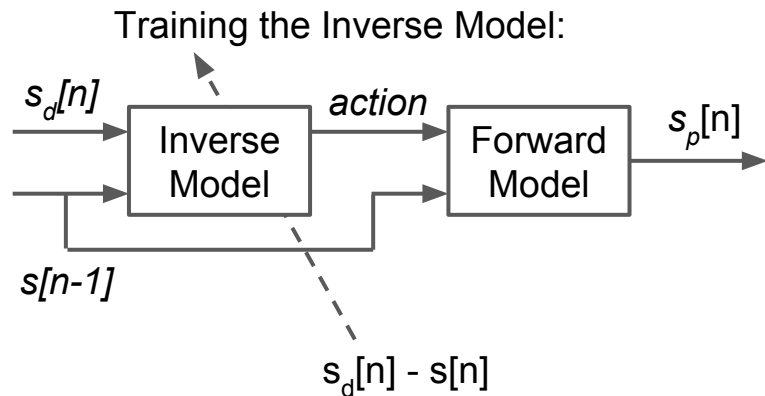 Training the Inverse Model:
s_d[n]
action
s_p[n]
Inverse
Model
Forward
Model
s[n-1]
s_d[n] - s[n]